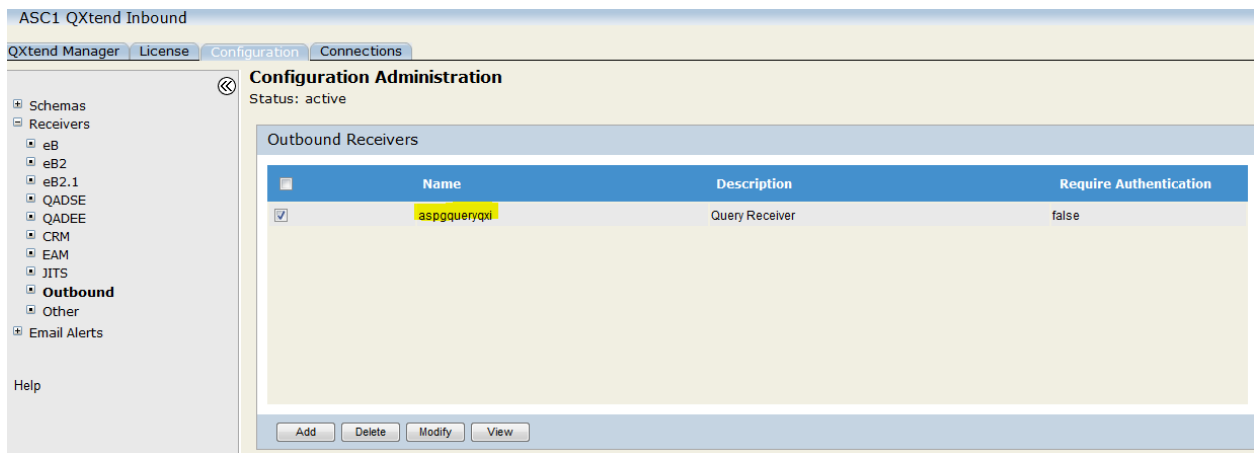 ASC1 QXtend Inbound
QXtend Manager License Configuration Connections
Configuration Administration
Status: active
Schemas
Receivers
eB
eB2
eB2.1
QADSE
QADEE
CRM
EAM
JITS
Outbound
Other
Email Alerts
Help
Outbound Receivers
Name Description Require Authentication
aspgqueryqxi Query Receiver false
Add Delete Modify View